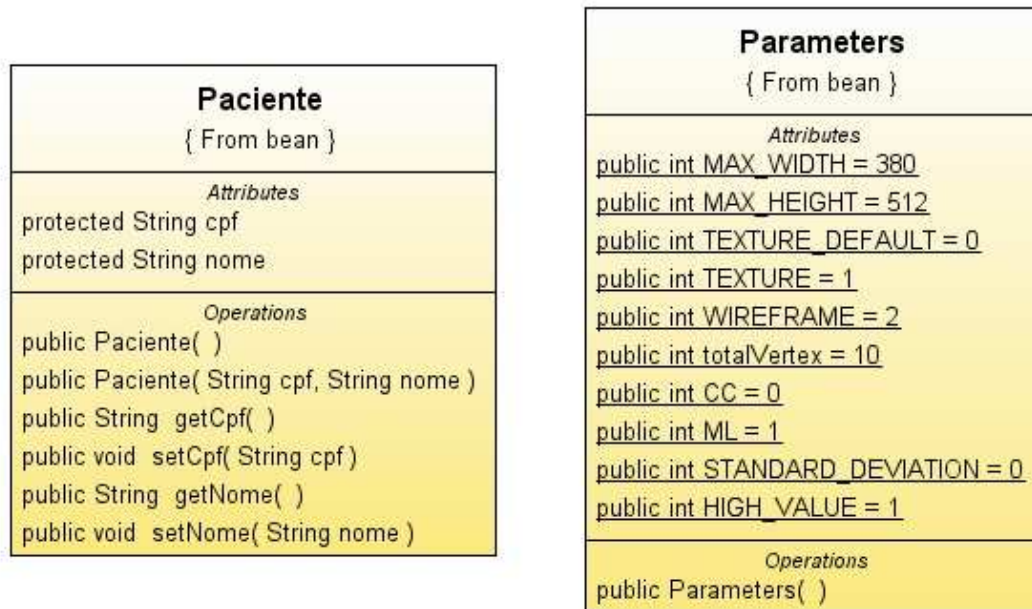 Paciente
{ From bean }
Attributes
protected String cpf
protected String nome
Operations
public Paciente( )
public Paciente( String cpf, String nome )
public String getCpf( )
public void setCpf( String cpf )
public String getNome( )
public void setNome( String nome )
Parameters
{ From bean }
Attributes
public int MAX_WIDTH = 380
public int MAX_HEIGHT = 512
public int TEXTURE_DEFAULT = 0
public int TEXTURE = 1
public int WIREFRAME = 2
public int totalVertex = 10
public int CC = 0
public int ML = 1
public int STANDARD_DEVIATION = 0
public int HIGH_VALUE = 1
Operations
public Parameters( )